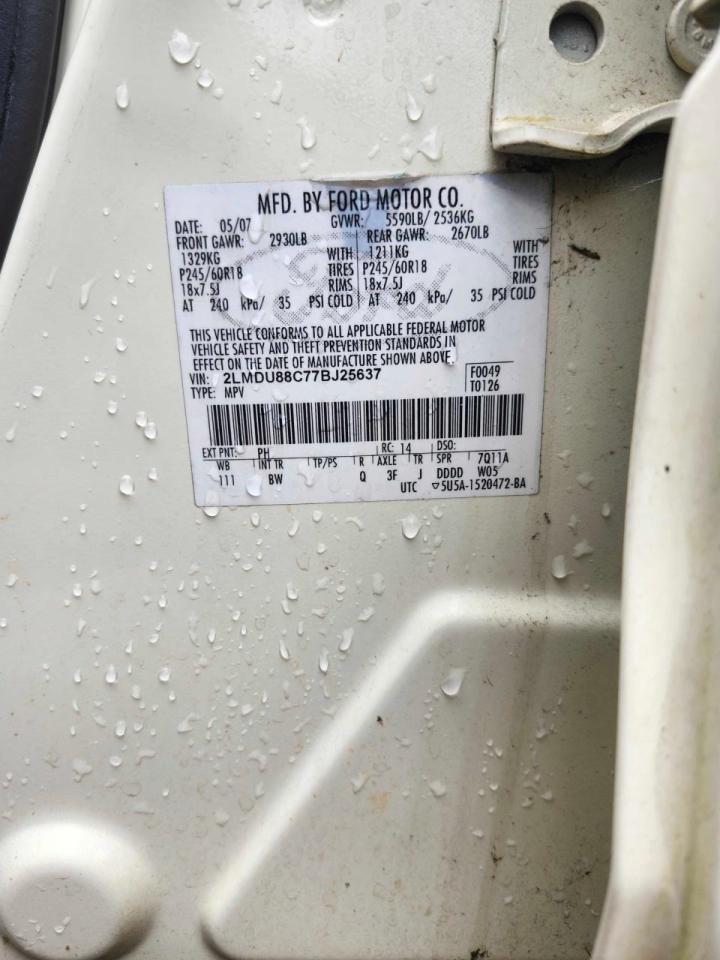 MFD. BY FORD MOTOR CO.
DATE: 05/07 GVWR: 5590LB/ 2536KG
FRONT GAWR: 2930LB REAR GAWR: 2670LB
1329KG WITH 1211KG WITH
P245/60R18 TIRES P245/60R18 TIRES
18x7.5J RIMS 18x7.5J RIMS
AT 240 kPa/ 35 PSI COLD AT 240 kPa/ 35 PSI COLD
Ford
THIS VEHICLE CONFORMS TO ALL APPLICABLE FEDERAL MOTOR
VEHICLE SAFETY AND THEFT PREVENTION STANDARDS IN
EFFECT ON THE DATE OF MANUFACTURE SHOWN ABOVE.
VIN: 2LMDU88C77BJ25637 F0049
TYPE: MPV T0126
EXT PNT: PH RC: 14 DSO:
WB INT TR TP/PS R AXLE TR SPR 7Q11A
111 BW Q 3F J DDDD W05
UTC ▽5U5A-1520472-BA